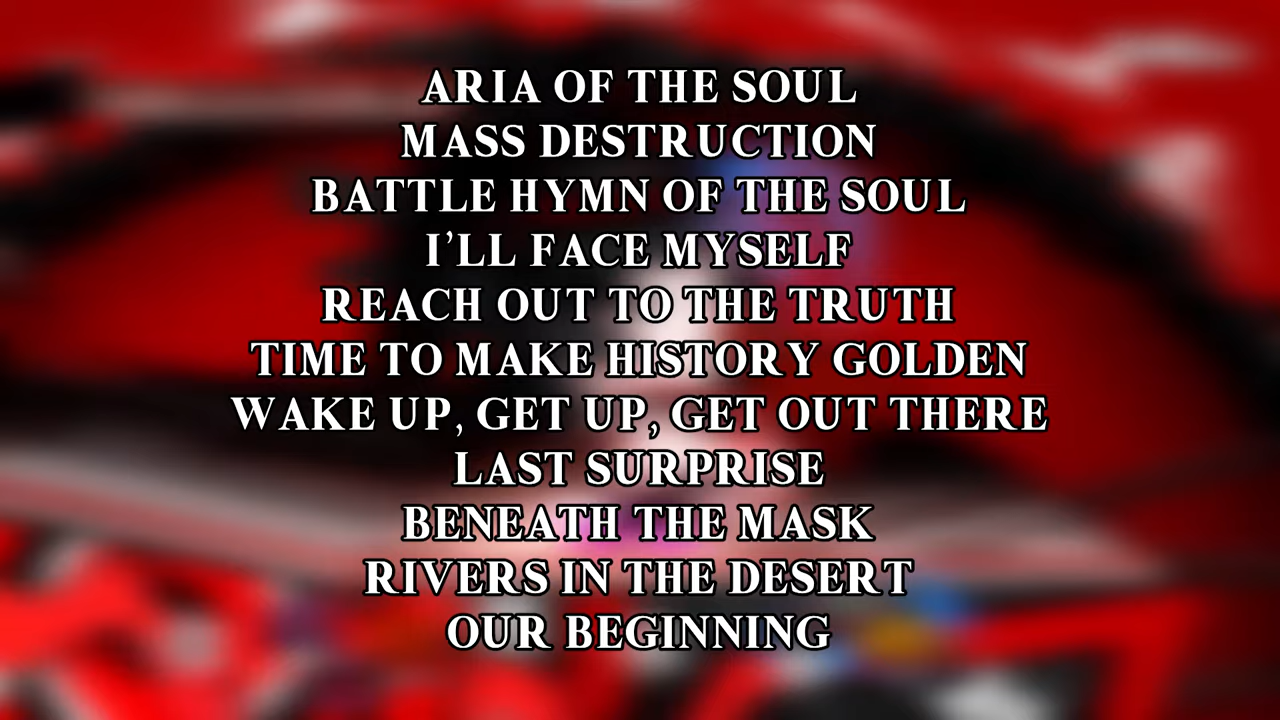 ARIA OF THE SOUL
MASS DESTRUCTION
BATTLE HYMN OF THE SOUL
I’LL FACE MYSELF
REACH OUT TO THE TRUTH
TIME TO MAKE HISTORY GOLDEN
WAKE UP, GET UP, GET OUT THERE
LAST SURPRISE
BENEATH THE MASK
RIVERS IN THE DESERT
OUR BEGINNING